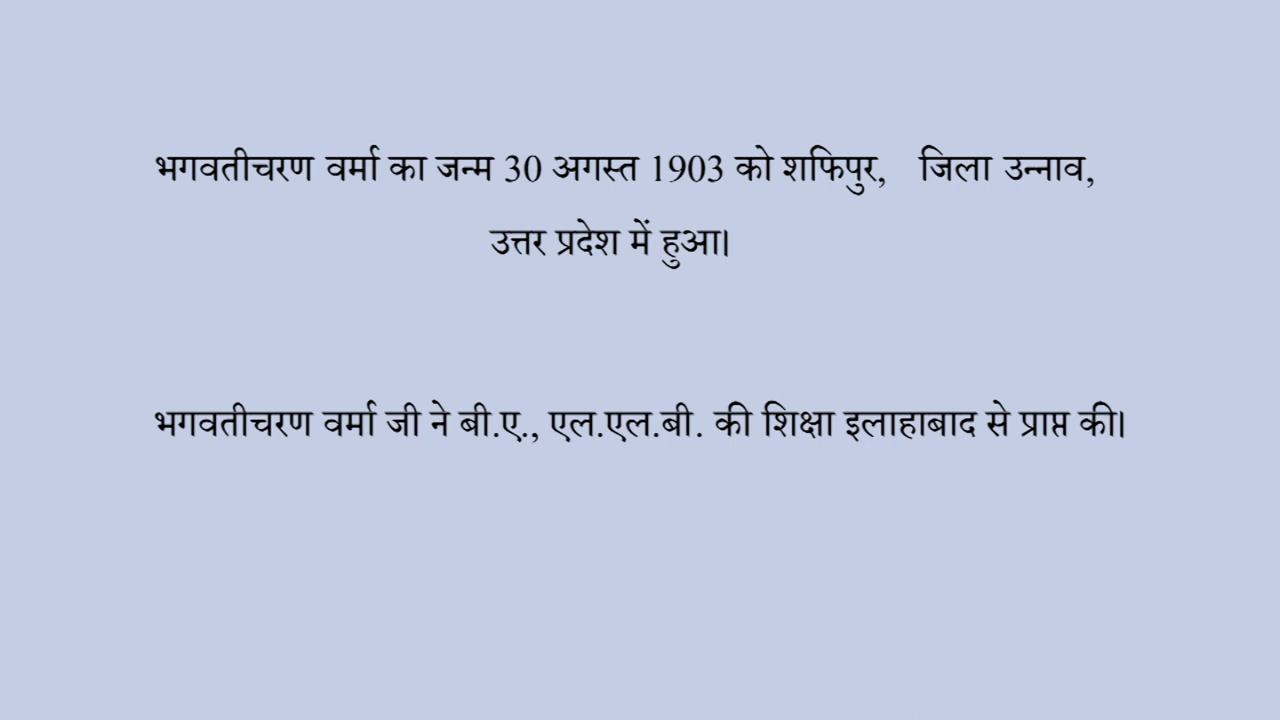 भगवतीचरण वर्मा का जन्म 30 अगस्त 1903 को शफिपुर, जिला उन्नाव,
उत्तर प्रदेश में हुआ।
भगवतीचरण वर्मा जी ने बी.ए., एल.एल.बी. की शिक्षा इलाहाबाद से प्राप्त की।